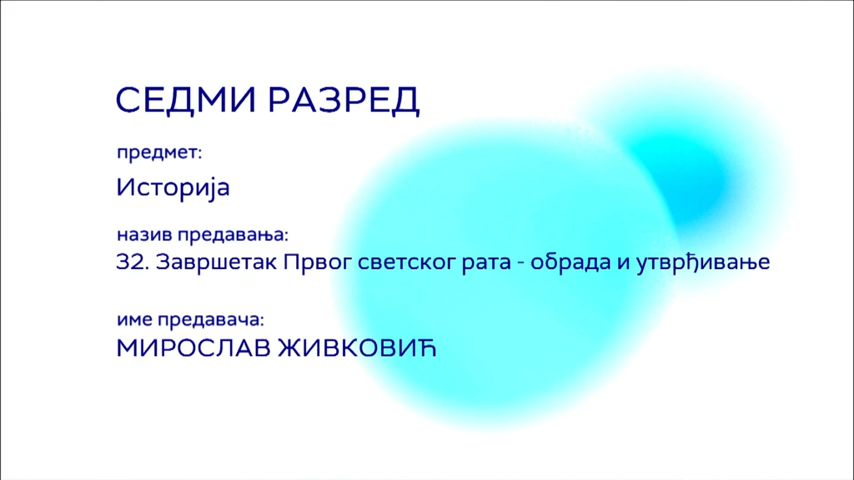 СЕДМИ РАЗРЕД
предмет:
Историја
назив предавања:
32. Завршетак Првог светског рата - обрада и утврђивање
име предавача:
МИРОСЛАВ ЖИВКОВИЋ